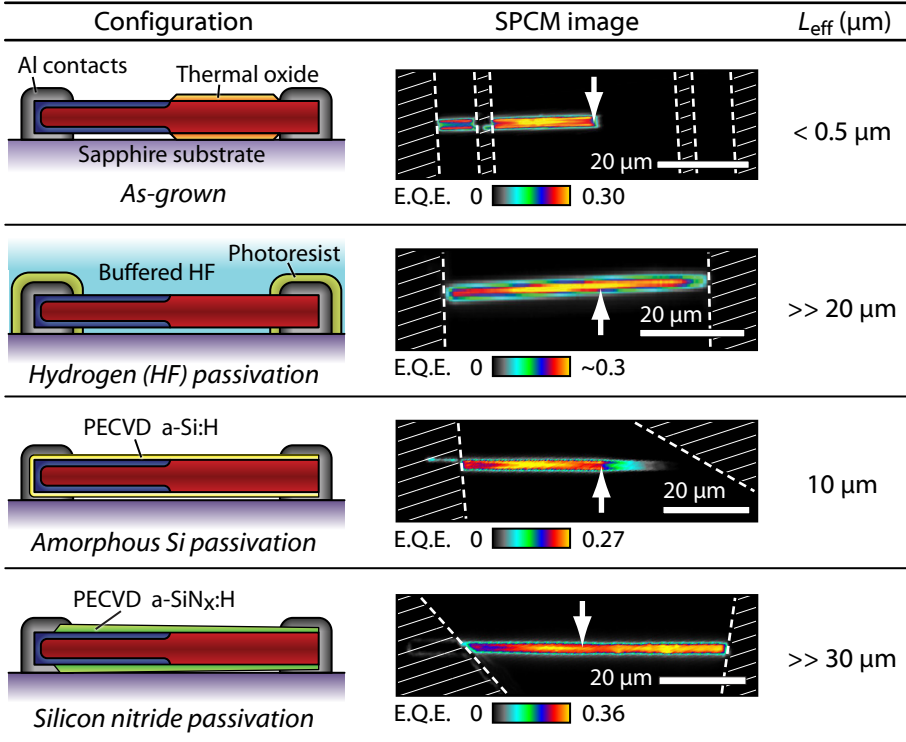 Configuration SPCM image L_eff (µm)
Al contacts
Thermal oxide
Sapphire substrate
As-grown
20 µm
E.Q.E. 0 0.30
< 0.5 µm
Buffered HF
Photoresist
Hydrogen (HF) passivation
20 µm
E.Q.E. 0 ~0.3
>> 20 µm
PECVD a-Si:H
Amorphous Si passivation
20 µm
E.Q.E. 0 0.27
10 µm
PECVD a-SiNx:H
Silicon nitride passivation
20 µm
E.Q.E. 0 0.36
>> 30 µm